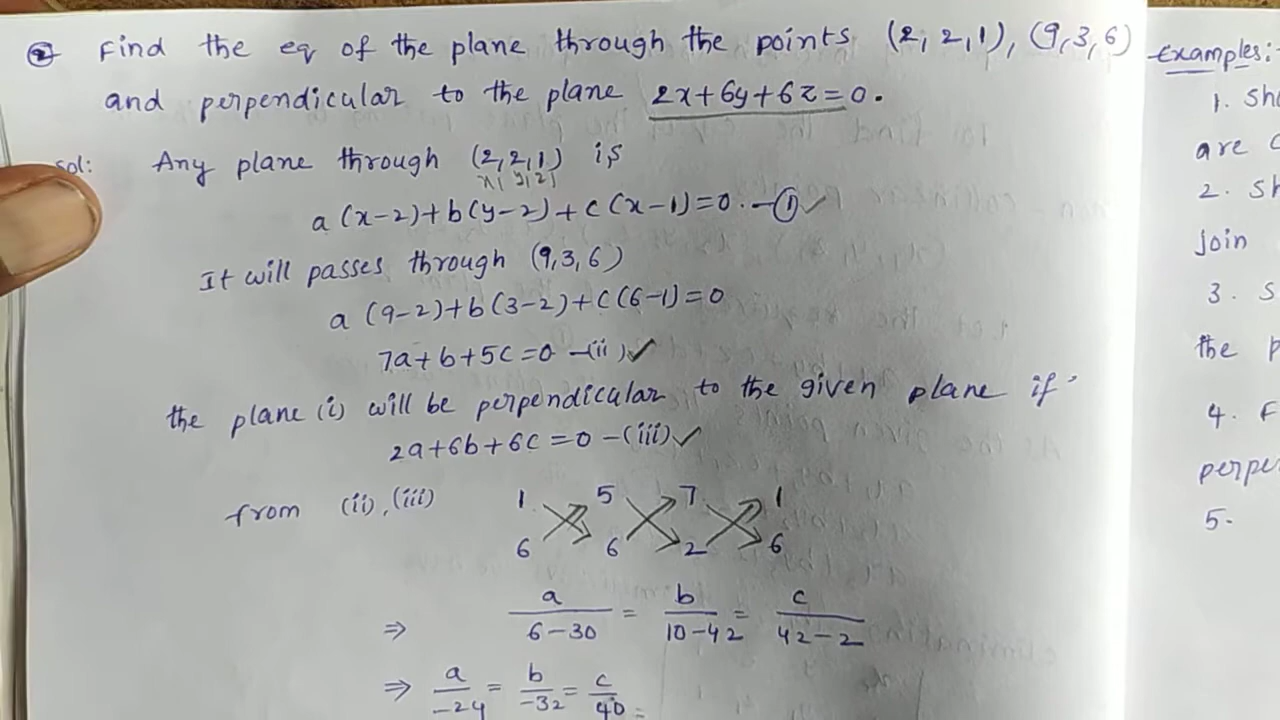 ② Find the eq of the plane through the points (2,2,1), (9,3,6)
and perpendicular to the plane 2x+6y+6z=0.
sol: Any plane through (2,2,1) is
x1 y1 z1
a(x-2)+b(y-2)+c(x-1)=0. -① ✓
It will passes through (9,3,6)
a(9-2)+b(3-2)+c(6-1)=0
7a+b+5c=0 -(ii) ✓
the plane (i) will be perpendicular to the given plane if
2a+6b+6c=0 -(iii) ✓
from (ii),(iii)
1 5 7 1
6 6 2 6
⇒ a/(6-30) = b/(10-42) = c/(42-2)
⇒ a/-24 = b/-32 = c/40 =
Examples:
1. Sh
are c
2. Sh
join
3. S
the p
4. F
perpe
5.